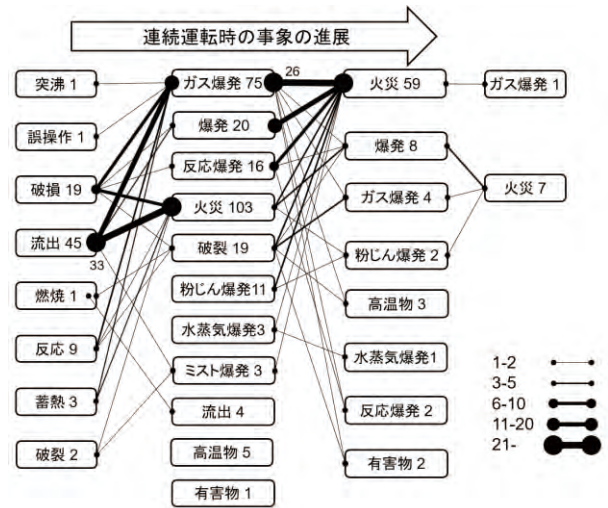 連続運転時の事象の進展
突沸 1
誤操作 1
破損 19
流出 45
33
燃焼 1
反応 9
蓄熱 3
破裂 2
ガス爆発 75
26
爆発 20
反応爆発 16
火災 103
破裂 19
粉じん爆発11
水蒸気爆発3
ミスト爆発 3
流出 4
高温物 5
有害物 1
火災 59
爆発 8
ガス爆発 4
粉じん爆発 2
高温物 3
水蒸気爆発1
反応爆発 2
有害物 2
ガス爆発 1
火災 7
1-2
3-5
6-10
11-20
21-